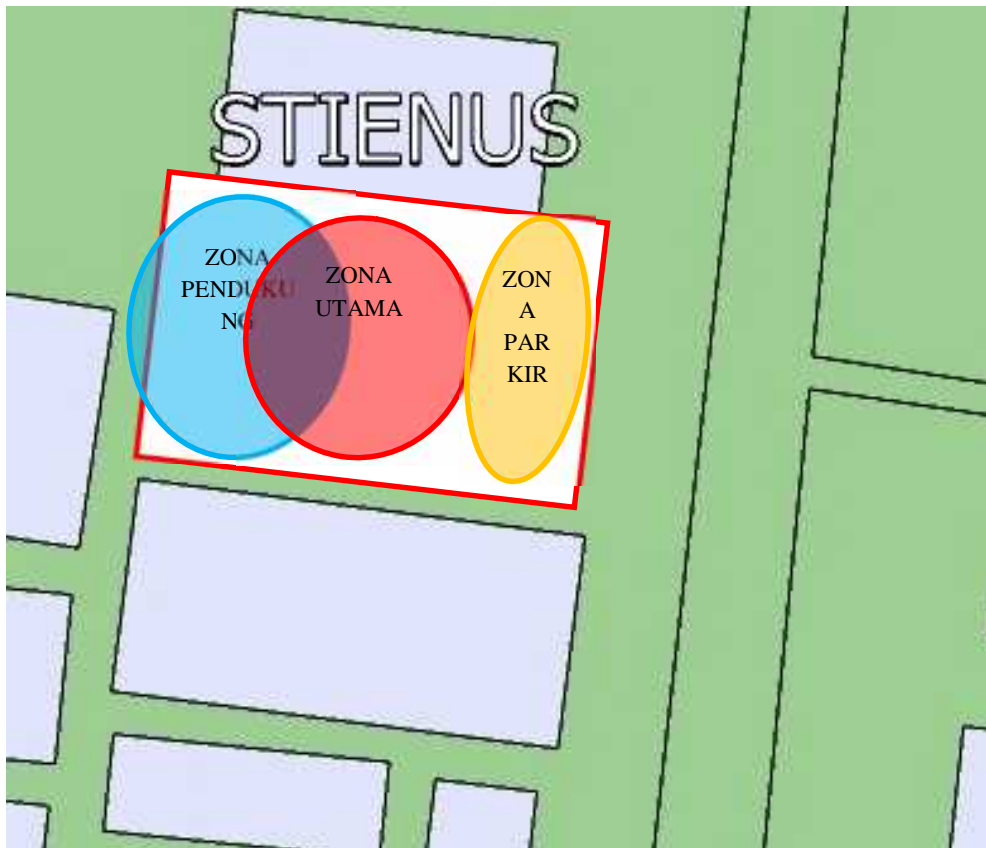 STIENUS
ZONA
PENDUKU
NG
ZONA
UTAMA
ZON
A
PAR
KIR